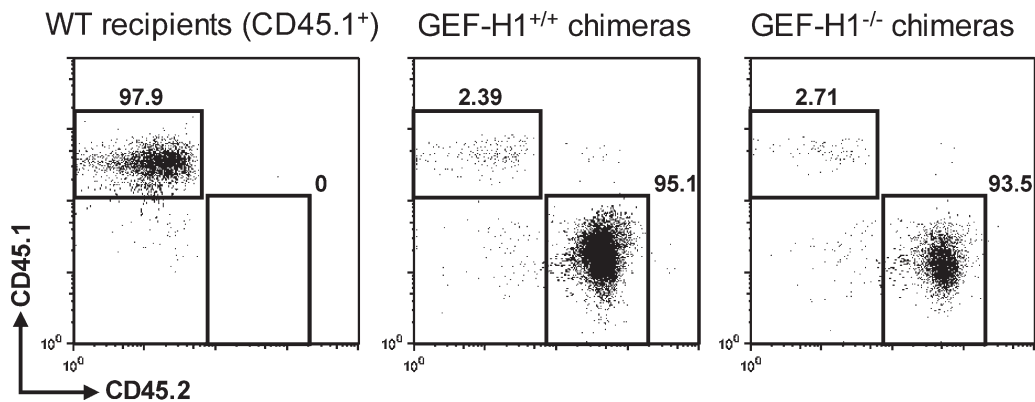 WT recipients (CD45.1⁺) GEF-H1⁺/⁺ chimeras GEF-H1⁻/⁻ chimeras
97.9 2.39 2.71
0 95.1 93.5
CD45.1
10⁰ 10⁰ 10⁰
10⁰ 10⁰ 10⁰
CD45.2